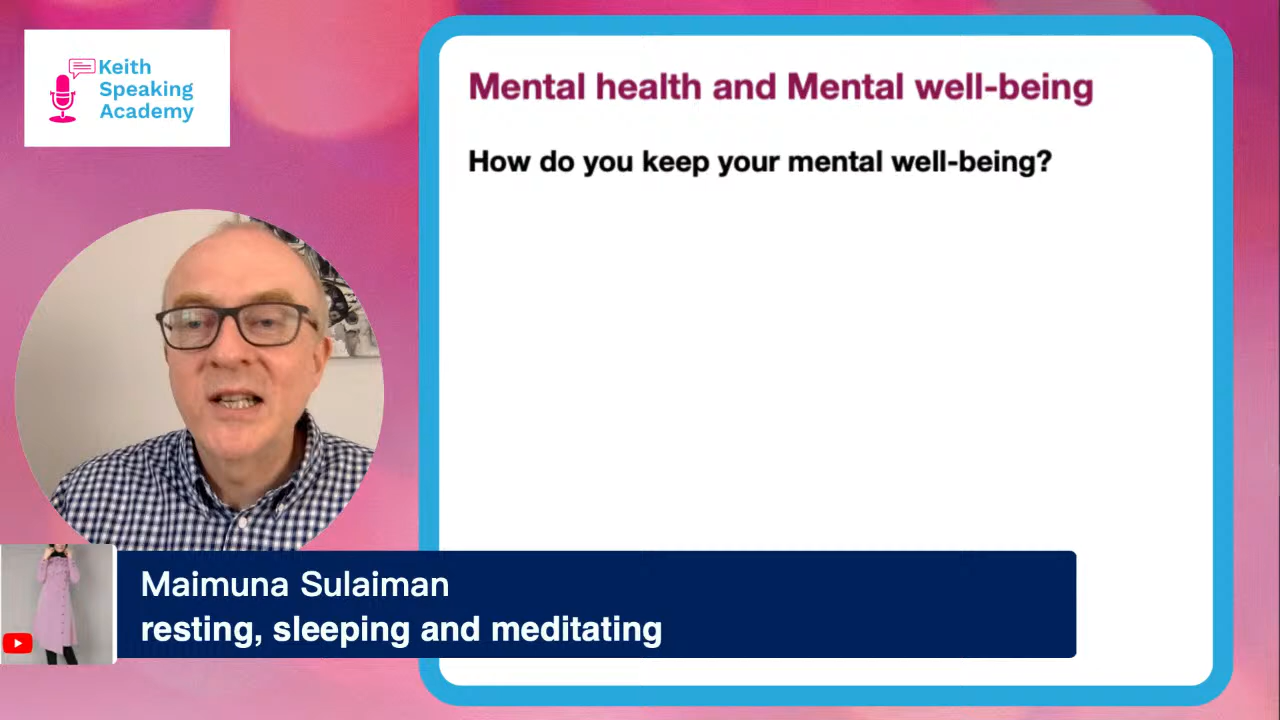 Keith
Speaking
Academy
Mental health and Mental well-being
How do you keep your mental well-being?
Maimuna Sulaiman
resting, sleeping and meditating